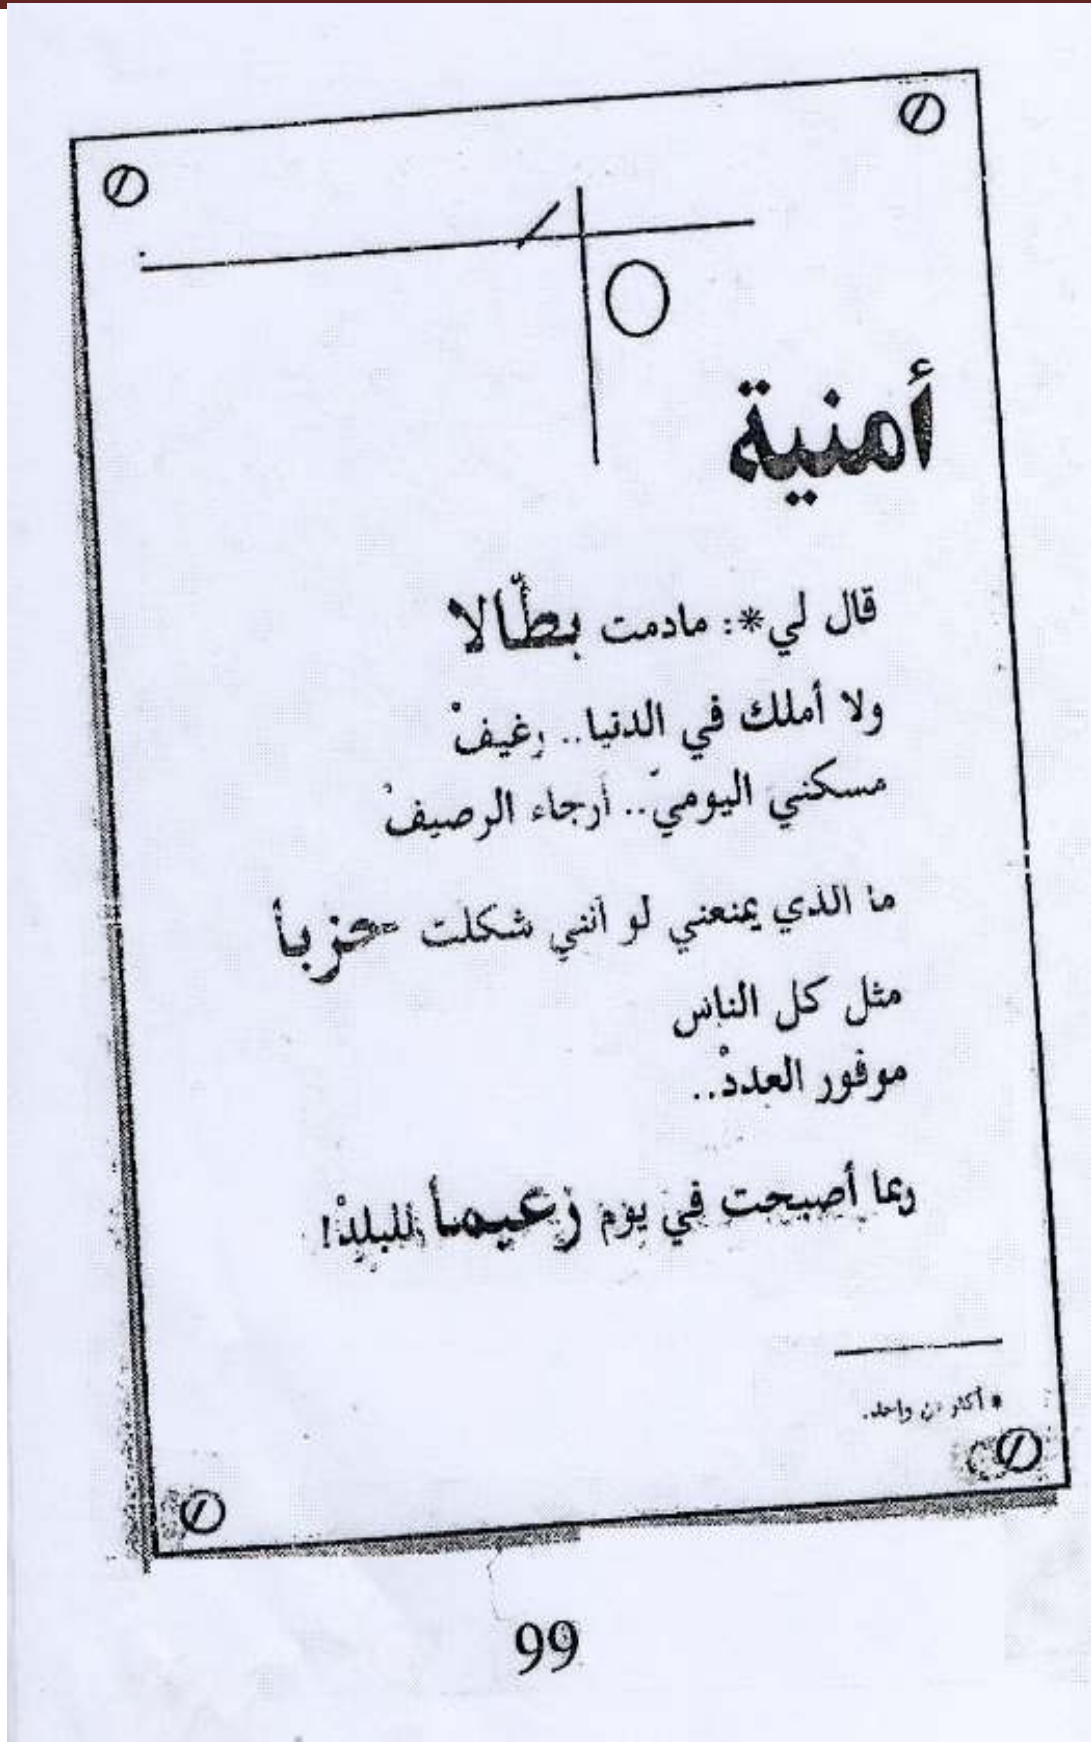 أمنية
قال لي*: مادمت بطّالا
ولا أملك في الدنيا.. رغيفْ
مسكني اليوميّ.. أرجاء الرصيفْ
ما الذي يمنعني لو أنني شكلت حزباً
مثل كل الناس
موفور العددْ..
ربما أصبحت في يوم زعيماً للبلدْ!
* أكثر من واحد.
99